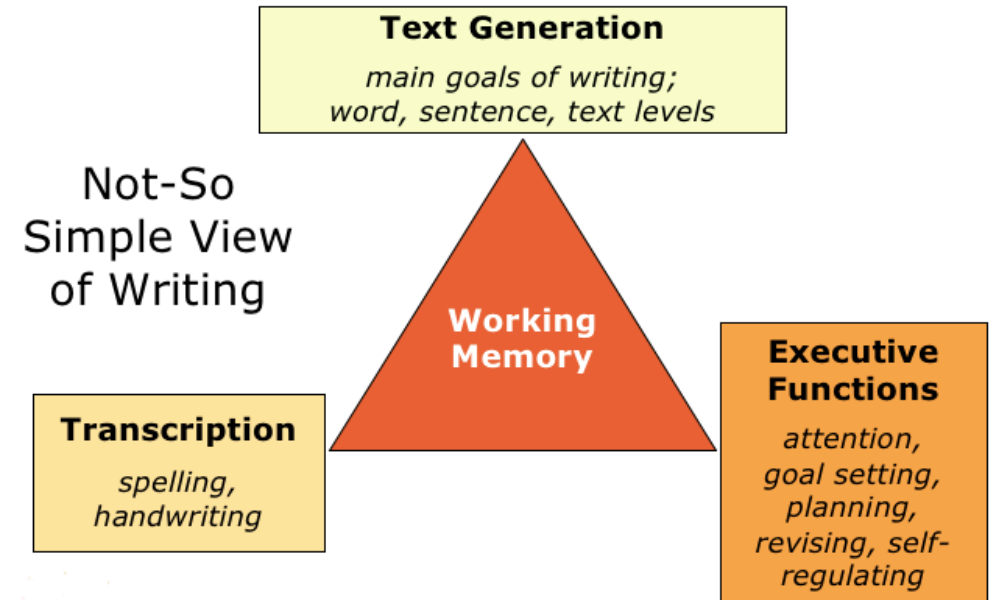 Text Generation
main goals of writing;
word, sentence, text levels
Not-So
Simple View
of Writing
Working
Memory
Transcription
spelling,
handwriting
Executive
Functions
attention,
goal setting,
planning,
revising, self-
regulating